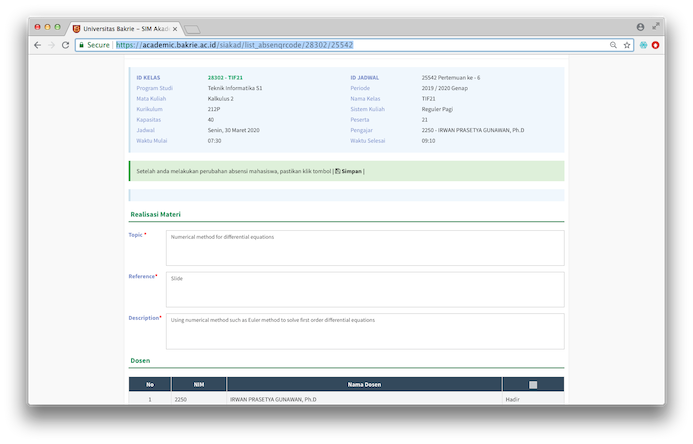 Universitas Bakrie – SIM Akad
Secure | https://academic.bakrie.ac.id/siakad/list_absenqrcode/28302/25542
ID KELAS 28302 - TIF21 ID JADWAL 25542 Pertemuan ke - 6
Program Studi Teknik Informatika S1 Periode 2019 / 2020 Genap
Mata Kuliah Kalkulus 2 Nama Kelas TIF21
Kurikulum 212P Sistem Kuliah Reguler Pagi
Kapasitas 40 Peserta 21
Jadwal Senin, 30 Maret 2020 Pengajar 2250 - IRWAN PRASETYA GUNAWAN, Ph.D
Waktu Mulai 07:30 Waktu Selesai 09:10
Setelah anda melakukan perubahan absensi mahasiswa, pastikan klik tombol [ Simpan ]
Realisasi Materi
Topic * Numerical method for differential equations
Reference* Slide
Description* Using numerical method such as Euler method to solve first order differential equations
Dosen
No NIM Nama Dosen
1 2250 IRWAN PRASETYA GUNAWAN, Ph.D Hadir